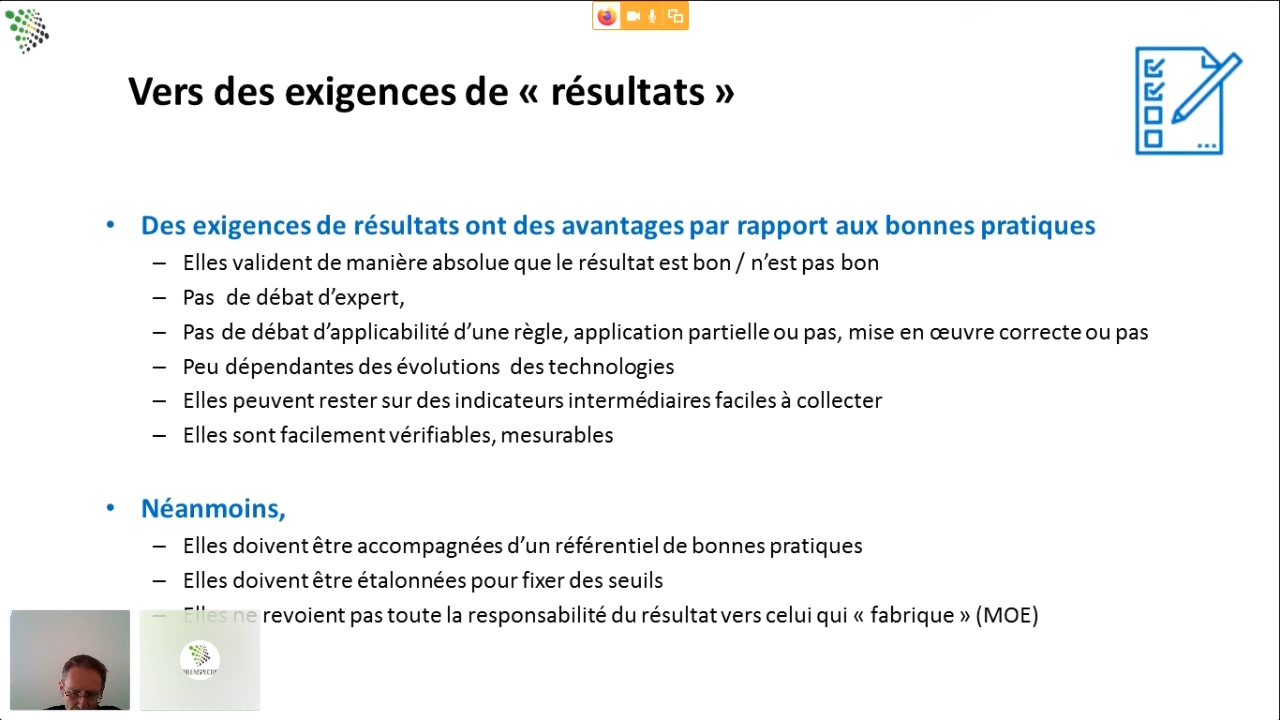 Vers des exigences de « résultats »
• Des exigences de résultats ont des avantages par rapport aux bonnes pratiques
– Elles valident de manière absolue que le résultat est bon / n’est pas bon
– Pas de débat d’expert,
– Pas de débat d’applicabilité d’une règle, application partielle ou pas, mise en œuvre correcte ou pas
– Peu dépendantes des évolutions des technologies
– Elles peuvent rester sur des indicateurs intermédiaires faciles à collecter
– Elles sont facilement vérifiables, mesurables
• Néanmoins,
– Elles doivent être accompagnées d’un référentiel de bonnes pratiques
– Elles doivent être étalonnées pour fixer des seuils
– Elles ne revoient pas toute la responsabilité du résultat vers celui qui « fabrique » (MOE)